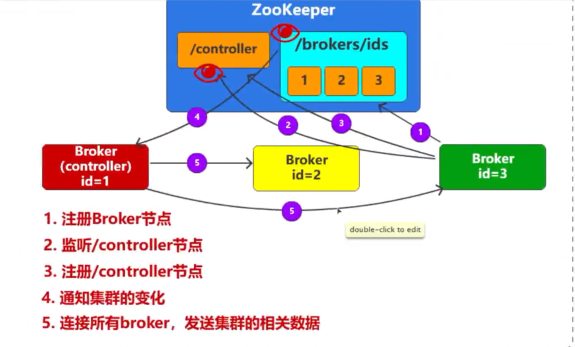 ZooKeeper
/controller
/brokers/ids
1
2
3
4
2
3
1
Broker
(controller)
id=1
5
Broker
id=2
Broker
id=3
5
double-click to edit
1. 注册Broker节点
2. 监听/controller节点
3. 注册/controller节点
4. 通知集群的变化
5. 连接所有broker，发送集群的相关数据